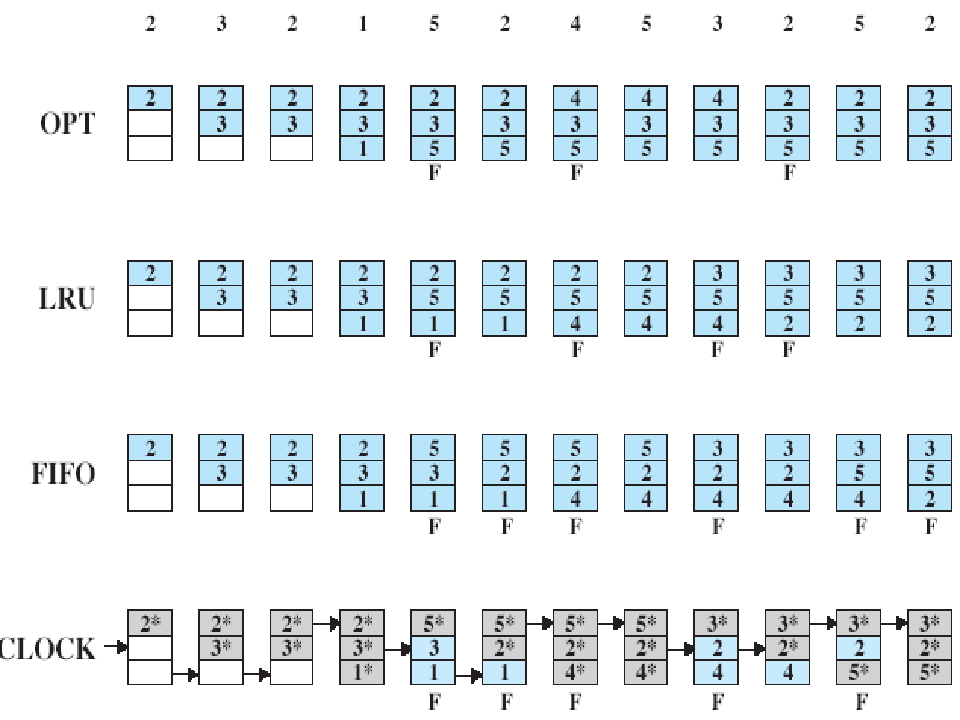 2 3 2 1 5 2 4 5 3 2 5 2
2 2 2 2 2 2 4 4 4 2 2 2
OPT 3 3 3 3 3 3 3 3 3 3 3
1 5 5 5 5 5 5 5 5
F F F
2 2 2 2 2 2 2 2 3 3 3 3
LRU 3 3 3 5 5 5 5 5 5 5 5
1 1 1 4 4 4 2 2 2
F F F F
2 2 2 2 5 5 5 5 3 3 3 3
FIFO 3 3 3 3 2 2 2 2 2 5 5
1 1 1 4 4 4 4 4 2
F F F F F F
2* 2* 2* 2* 5* 5* 5* 5* 3* 3* 3* 3*
CLOCK 3* 3* 3* 3 2* 2* 2* 2 2* 2 2*
1* 1 1 4* 4* 4 4 5* 5*
F F F F F